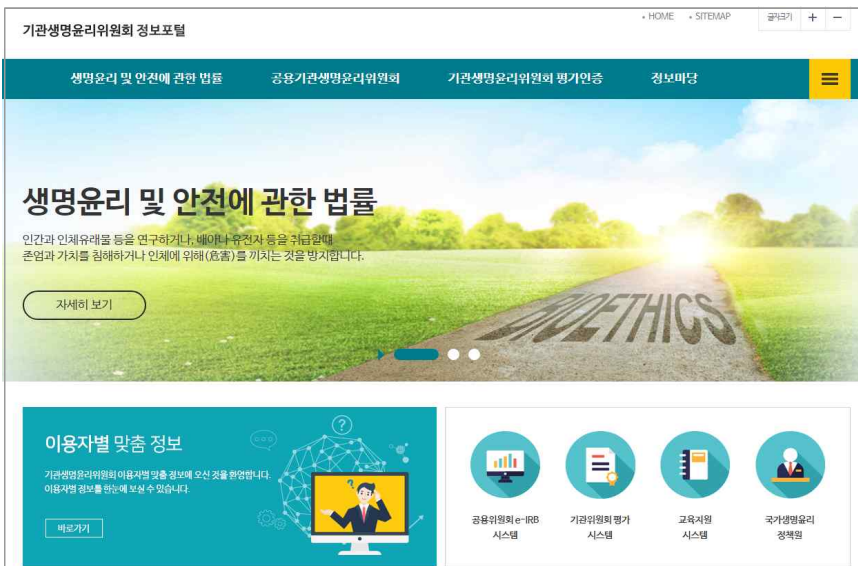 HOME SITEMAP 글자크기 + −
기관생명윤리위원회 정보포털
생명윤리 및 안전에 관한 법률 공용기관생명윤리위원회 기관생명윤리위원회 평가인증 정보마당
생명윤리 및 안전에 관한 법률
인간과 인체유래물 등을 연구하거나, 배아나 유전자 등을 취급할때
존엄과 가치를 침해하거나 인체에 위해(危害)를 끼치는 것을 방지합니다.
자세히 보기
BIOETHICS
이용자별 맞춤 정보
기관생명윤리위원회 이용자별 맞춤 정보에 오신 것을 환영합니다.
이용자별 정보를 한눈에 보실 수 있습니다.
바로가기
공용위원회 e-IRB
시스템
기관위원회 평가
시스템
교육지원
시스템
국가생명윤리
정책원